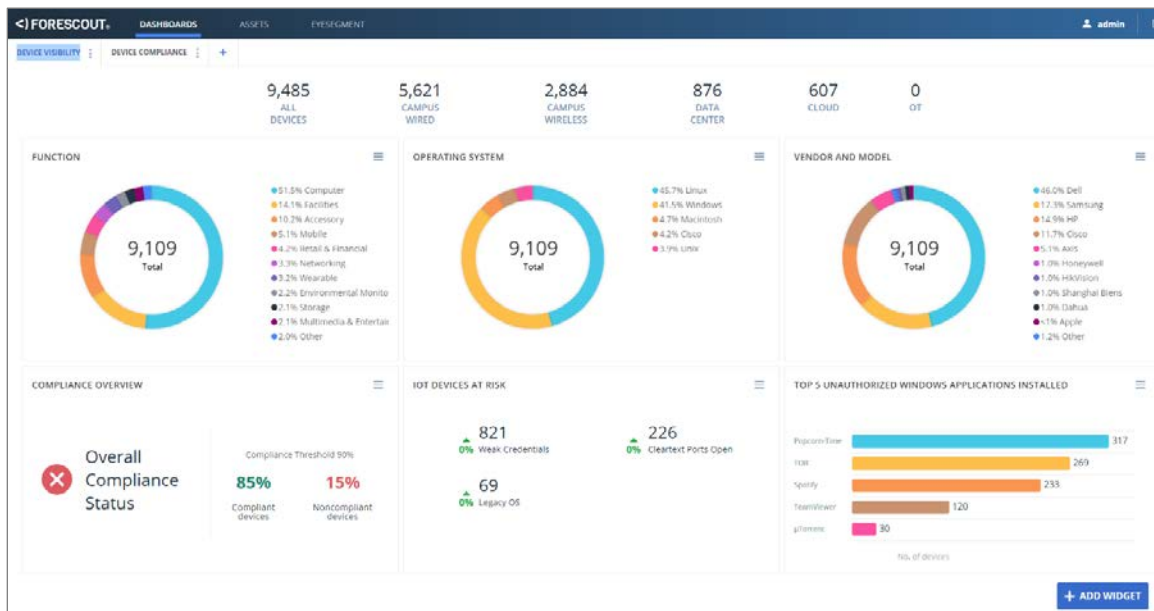 <) FORESCOUT. DASHBOARDS ASSETS EYESEGMENT admin
DEVICE VISIBILITY DEVICE COMPLIANCE +
9,485 5,621 2,884 876 607 0
ALL CAMPUS CAMPUS DATA CLOUD OT
DEVICES WIRED WIRELESS CENTER
FUNCTION
9,109
Total
51.5% Computer
14.1% Facilities
10.2% Accessory
5.1% Mobile
4.2% Retail & Financial
3.3% Networking
3.2% Wearable
2.2% Environmental Monito
2.1% Storage
2.1% Multimedia & Entertain
2.0% Other
OPERATING SYSTEM
9,109
Total
45.7% Linux
41.5% Windows
4.7% Macintosh
4.2% Cisco
3.9% Unix
VENDOR AND MODEL
9,109
Total
46.0% Dell
17.3% Samsung
14.9% HP
11.7% Cisco
5.1% Axis
1.0% Honeywell
1.0% HikVision
1.0% Shanghai Biens
1.0% Dahua
<1% Apple
1.2% Other
COMPLIANCE OVERVIEW
Overall
Compliance
Status
Compliance Threshold 90%
85% 15%
Compliant Noncompliant
devices devices
IOT DEVICES AT RISK
821
0% Weak Credentials
226
0% Cleartext Ports Open
69
0% Legacy OS
TOP 5 UNAUTHORIZED WINDOWS APPLICATIONS INSTALLED
Popcorn-Time 317
TOR 269
Spotify 233
TeamViewer 120
µTorrent 30
No. of devices
+ ADD WIDGET